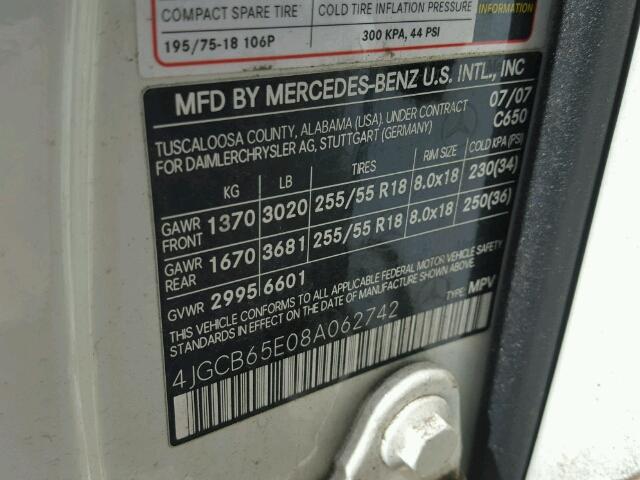 COMPACT SPARE TIRE COLD TIRE INFLATION PRESSURE INFORMATION
195/75-18 106P 300 KPA, 44 PSI
MFD BY MERCEDES-BENZ U.S. INTL., INC
TUSCALOOSA COUNTY, ALABAMA (USA), UNDER CONTRACT 07/07
FOR DAIMLERCHRYSLER AG, STUTTGART (GERMANY) C650
KG LB TIRES RIM SIZE COLD KPA (PSI)
GAWR FRONT 1370 3020 255/55 R18 8.0x18 230(34)
GAWR REAR 1670 3681 255/55 R18 8.0x18 250(36)
GVWR 2995 6601
THIS VEHICLE CONFORMS TO ALL APPLICABLE FEDERAL MOTOR VEHICLE SAFETY,
THEFT PREVENTION STANDARDS IN EFFECT ON THE DATE OF MANUFACTURE SHOWN ABOVE.
4JGCB65E08A062742 TYPE: MPV